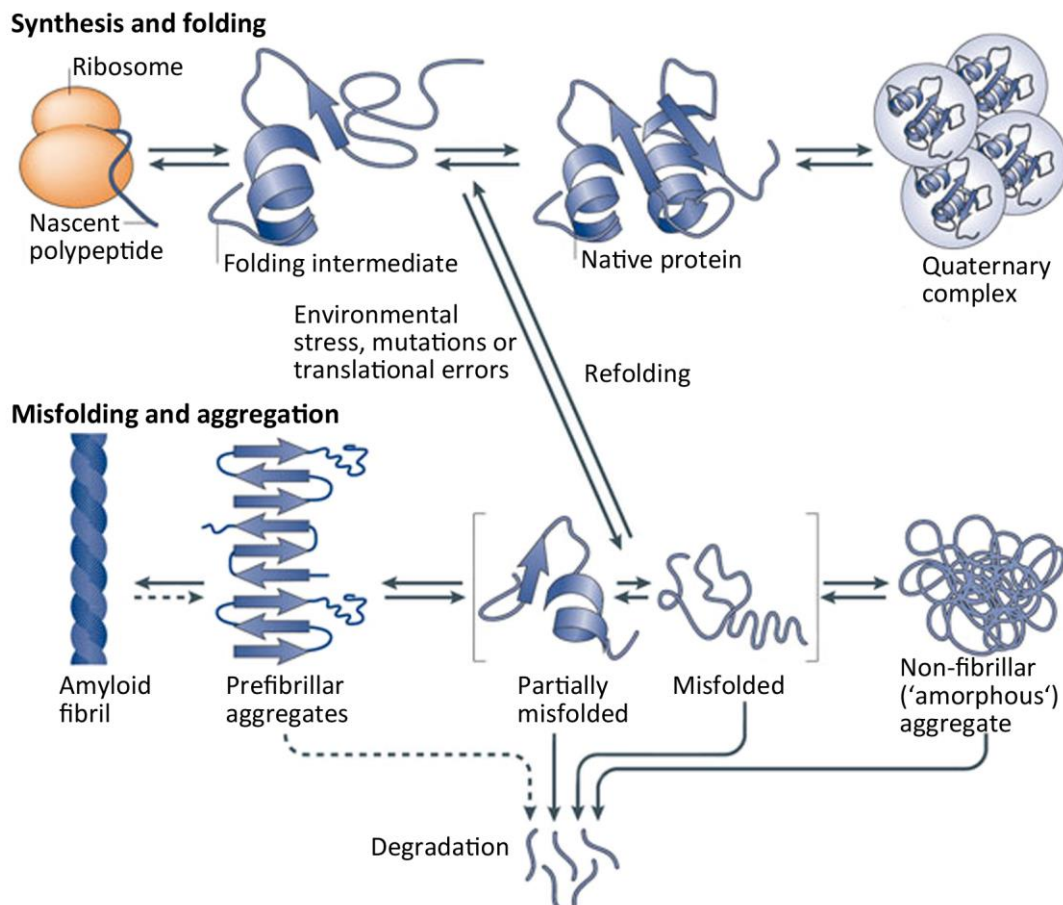 Synthesis and folding
Ribosome
Nascent
polypeptide
Folding intermediate
Native protein
Quaternary
complex
Environmental
stress, mutations or
translational errors
Refolding
Misfolding and aggregation
Amyloid
fibril
Prefibrillar
aggregates
Partially
misfolded
Misfolded
Non-fibrillar
(‘amorphous‘)
aggregate
Degradation